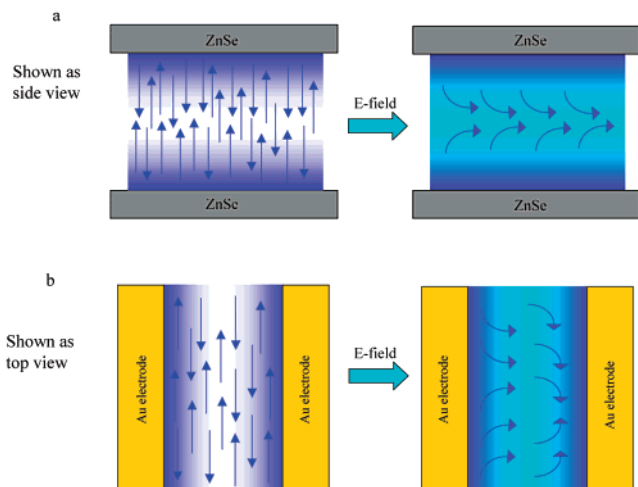 a
ZnSe
ZnSe
Shown as
side view
E-field
ZnSe
ZnSe
b
Shown as
top view
Au electrode
Au electrode
E-field
Au electrode
Au electrode